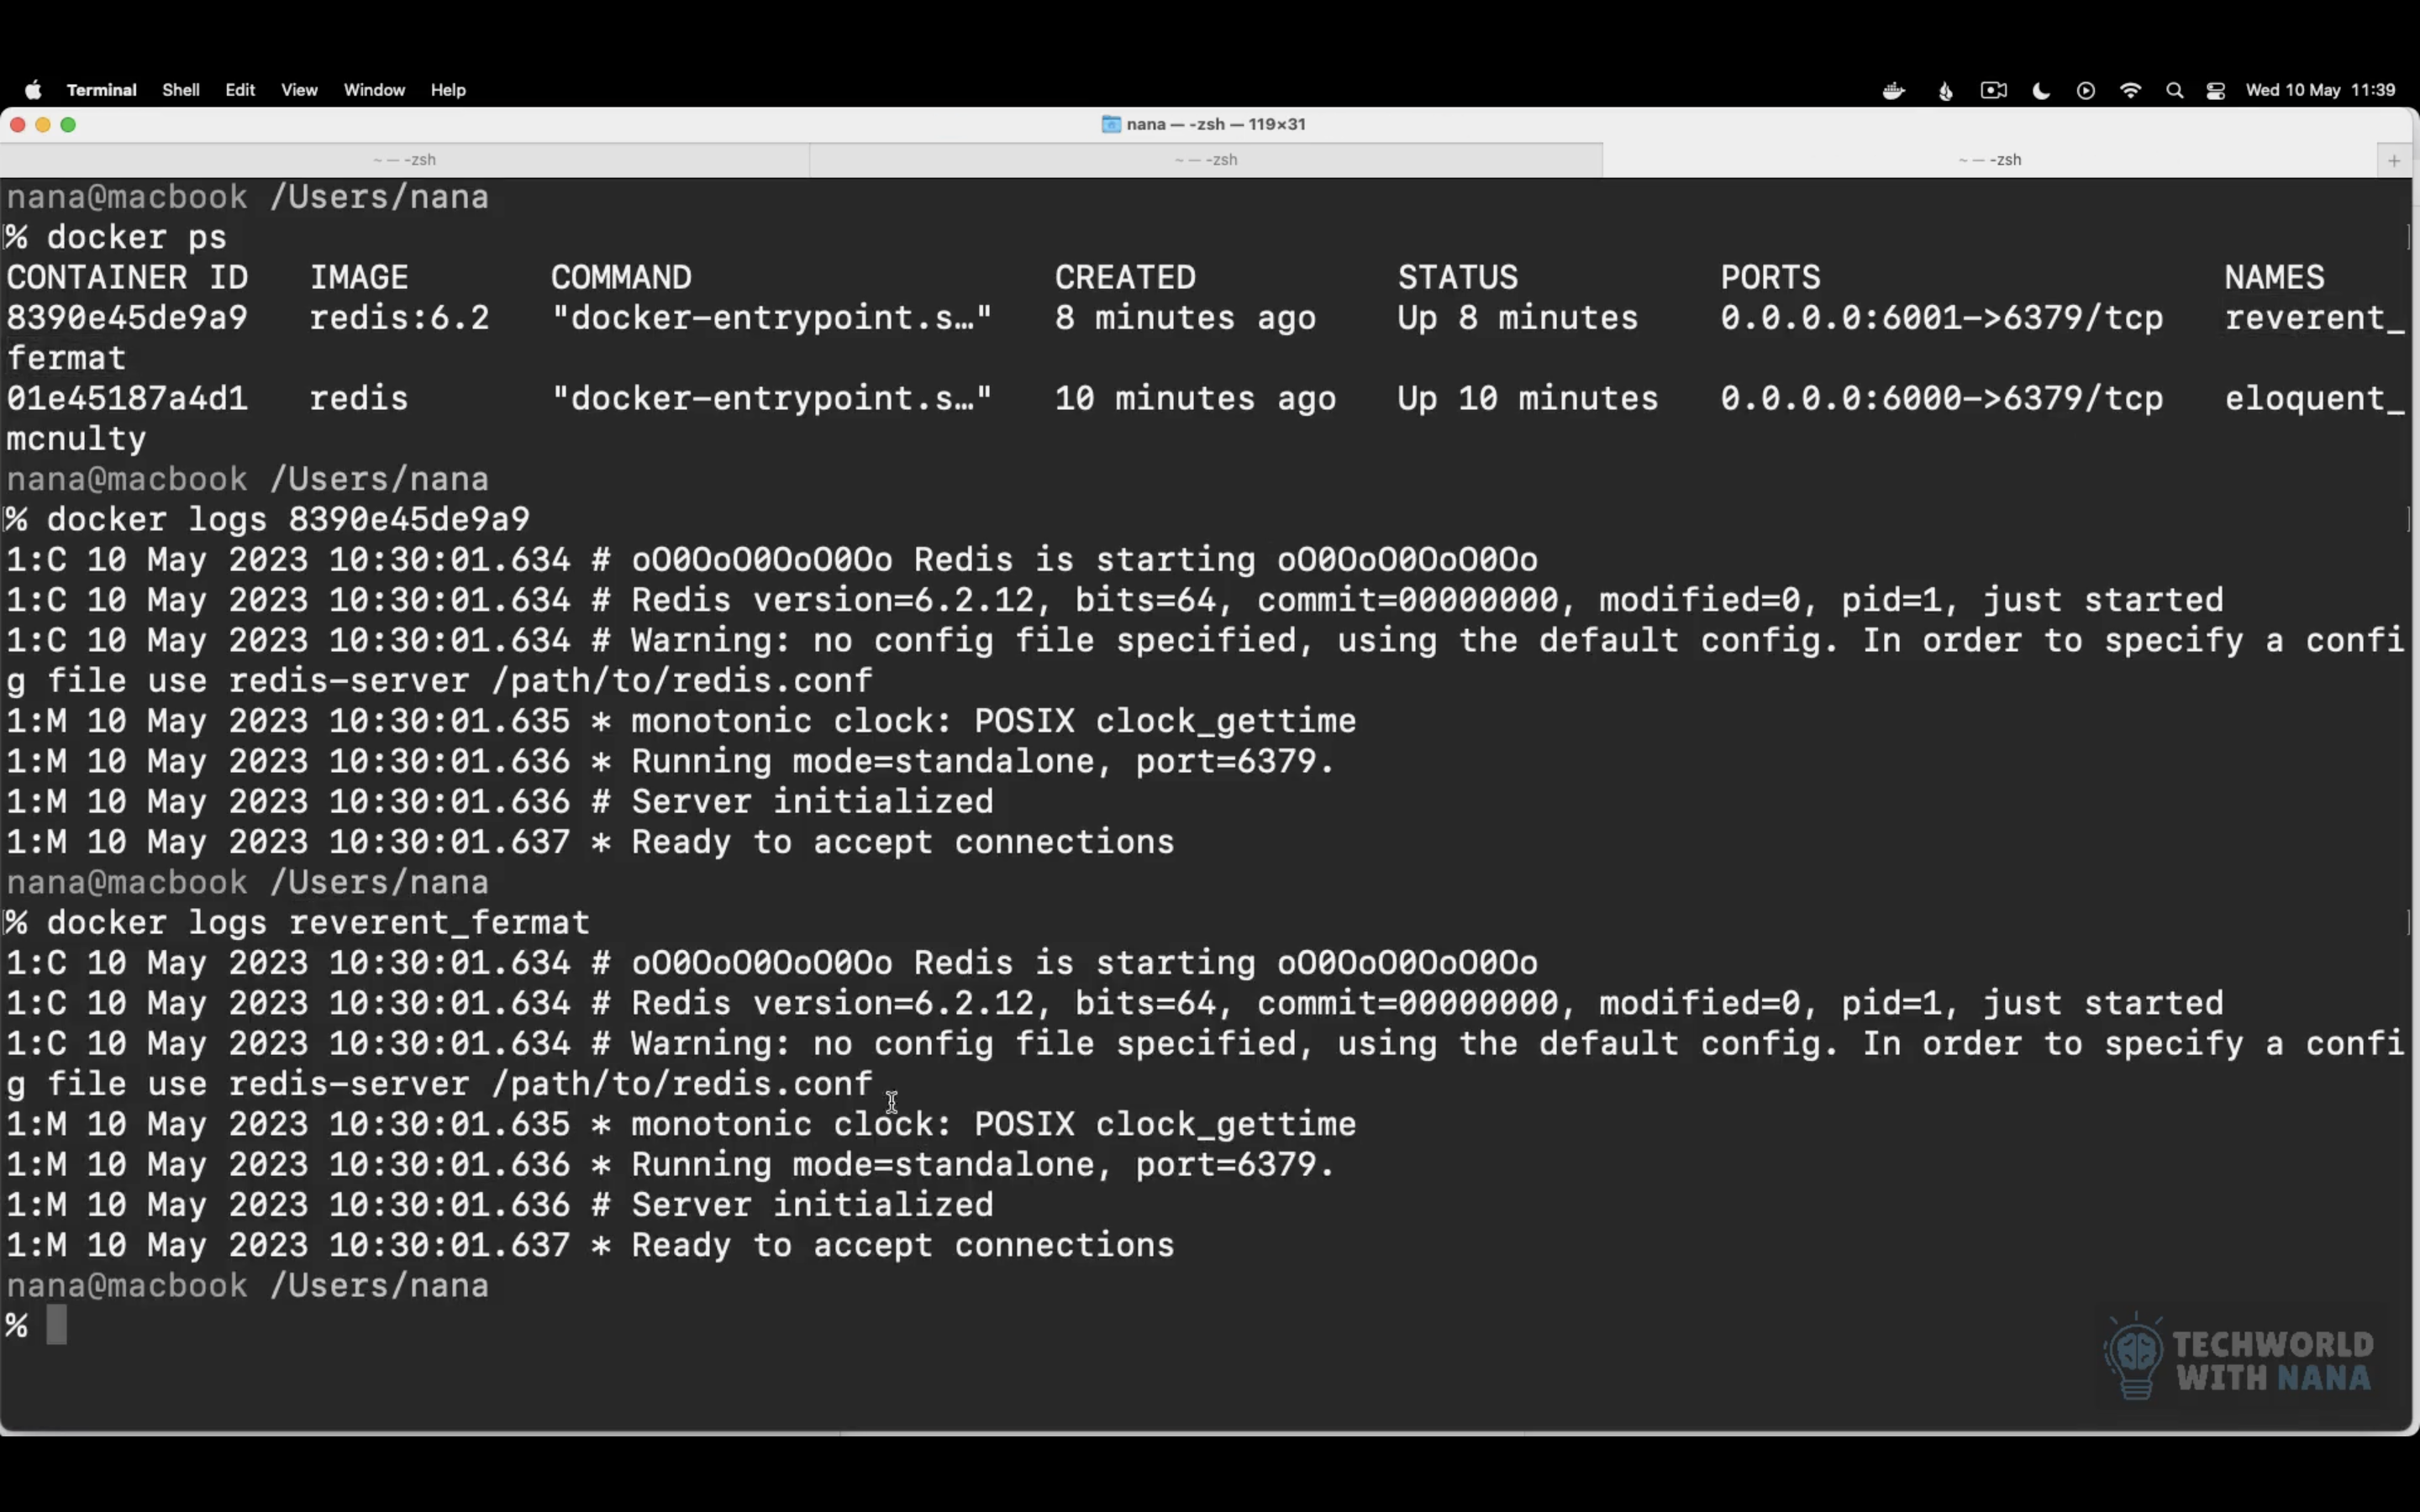 Terminal Shell Edit View Window Help Wed 10 May 11:39
nana — -zsh — 119×31
~ — -zsh ~ — -zsh ~ — -zsh +
nana@macbook /Users/nana
% docker ps
CONTAINER ID IMAGE COMMAND CREATED STATUS PORTS NAMES
8390e45de9a9 redis:6.2 "docker-entrypoint.s…" 8 minutes ago Up 8 minutes 0.0.0.0:6001->6379/tcp reverent_
fermat
01e45187a4d1 redis "docker-entrypoint.s…" 10 minutes ago Up 10 minutes 0.0.0.0:6000->6379/tcp eloquent_
mcnulty
nana@macbook /Users/nana
% docker logs 8390e45de9a9
1:C 10 May 2023 10:30:01.634 # oO0OoO0OoO0Oo Redis is starting oO0OoO0OoO0Oo
1:C 10 May 2023 10:30:01.634 # Redis version=6.2.12, bits=64, commit=00000000, modified=0, pid=1, just started
1:C 10 May 2023 10:30:01.634 # Warning: no config file specified, using the default config. In order to specify a confi
g file use redis-server /path/to/redis.conf
1:M 10 May 2023 10:30:01.635 * monotonic clock: POSIX clock_gettime
1:M 10 May 2023 10:30:01.636 * Running mode=standalone, port=6379.
1:M 10 May 2023 10:30:01.636 # Server initialized
1:M 10 May 2023 10:30:01.637 * Ready to accept connections
nana@macbook /Users/nana
% docker logs reverent_fermat
1:C 10 May 2023 10:30:01.634 # oO0OoO0OoO0Oo Redis is starting oO0OoO0OoO0Oo
1:C 10 May 2023 10:30:01.634 # Redis version=6.2.12, bits=64, commit=00000000, modified=0, pid=1, just started
1:C 10 May 2023 10:30:01.634 # Warning: no config file specified, using the default config. In order to specify a confi
g file use redis-server /path/to/redis.conf
1:M 10 May 2023 10:30:01.635 * monotonic clock: POSIX clock_gettime
1:M 10 May 2023 10:30:01.636 * Running mode=standalone, port=6379.
1:M 10 May 2023 10:30:01.636 # Server initialized
1:M 10 May 2023 10:30:01.637 * Ready to accept connections
nana@macbook /Users/nana
%
TECHWORLD
WITH NANA